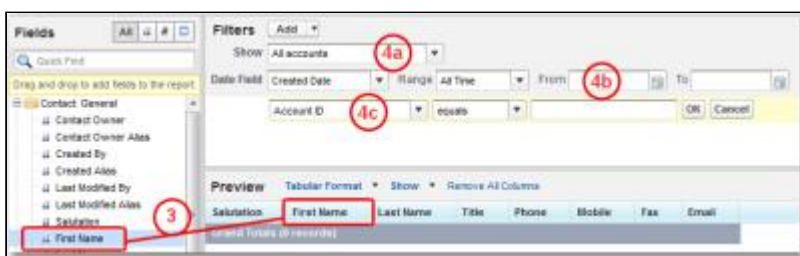 Fields All # Filters Add
Show All accounts 4a
Quick Find
Date Field Created Date Range All Time From 4b To
Drag and drop to add fields to the report
Account ID 4c equals OK Cancel
Contact: General
Contact Owner
Contact Owner Alias
Created By
Created Alias
Last Modified By
Last Modified Alias
Salutation
First Name
3
Preview Tabular Format Show Remove All Columns
Salutation First Name Last Name Title Phone Mobile Fax Email
Grand Totals (0 records)